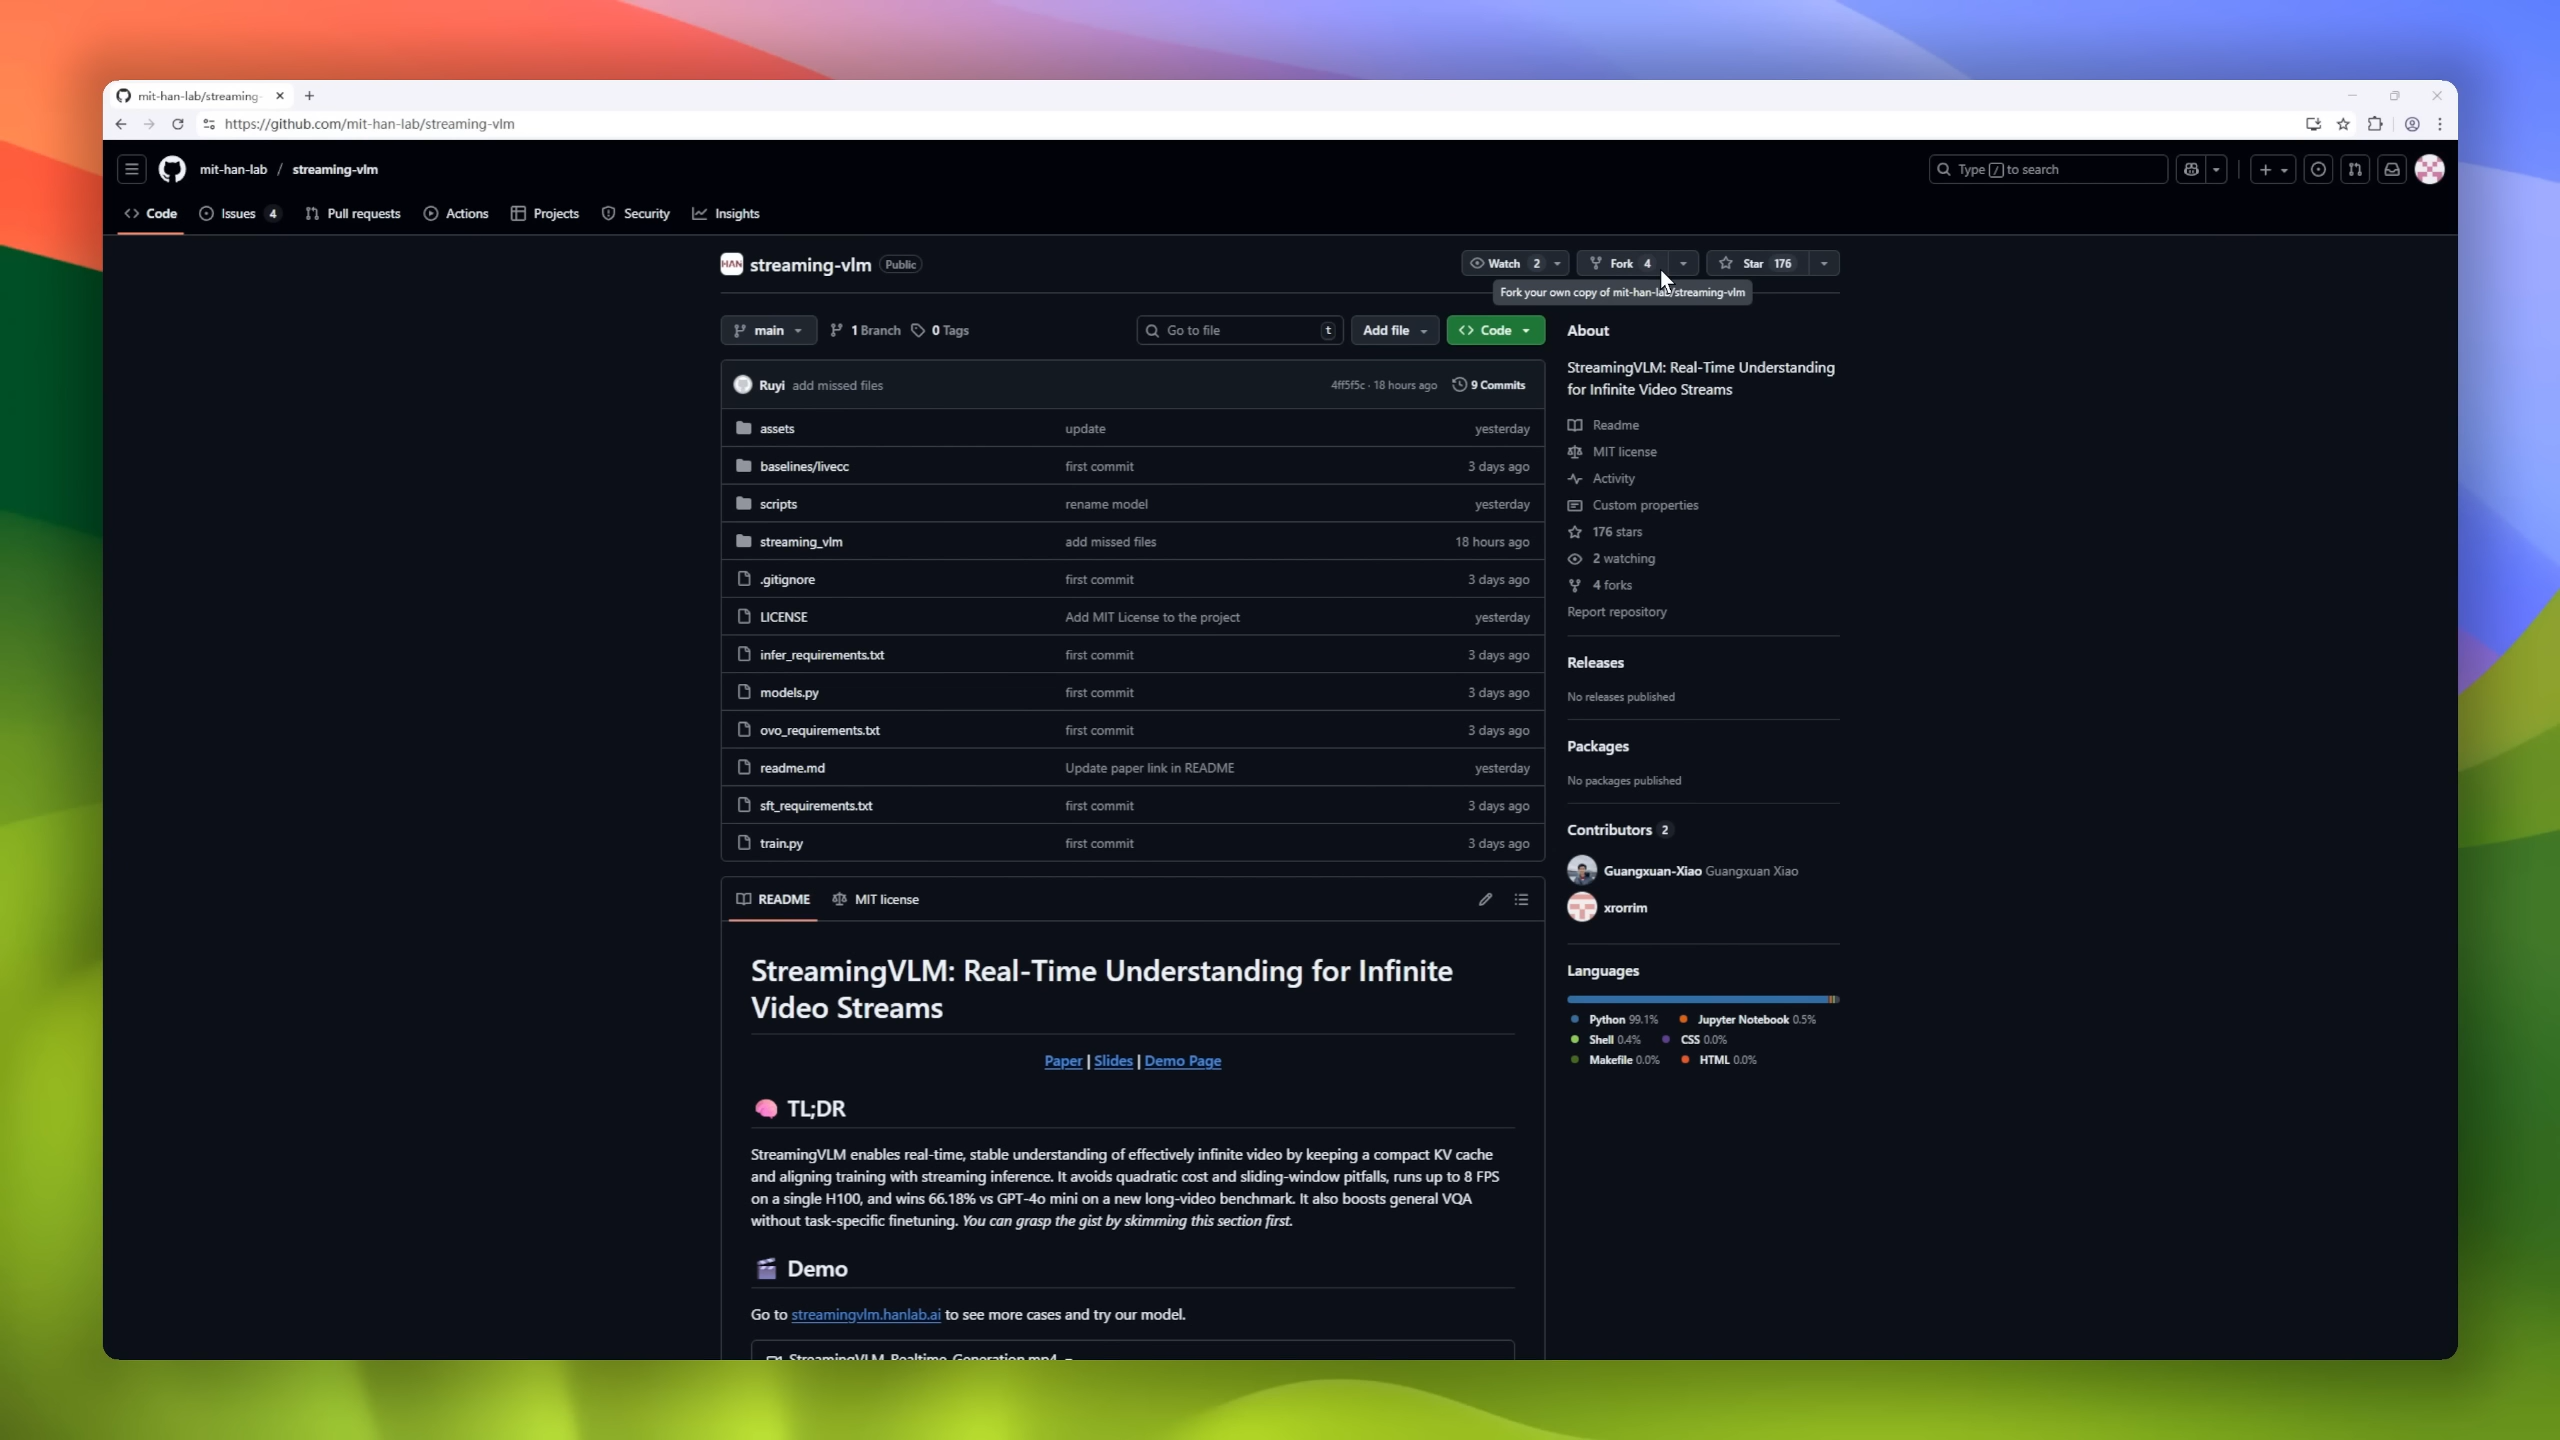 mit-han-lab/streaming-
https://github.com/mit-han-lab/streaming-vlm
mit-han-lab / streaming-vlm
Type / to search
Code Issues 4 Pull requests Actions Projects Security Insights
HAN streaming-vlm Public
Watch 2 Fork 4 Star 176
Fork your own copy of mit-han-lab/streaming-vlm
main 1 Branch 0 Tags Go to file t Add file Code
Ruyi add missed files 4ff5f5c · 18 hours ago 9 Commits
assets update yesterday
baselines/livecc first commit 3 days ago
scripts rename model yesterday
streaming_vlm add missed files 18 hours ago
.gitignore first commit 3 days ago
LICENSE Add MIT License to the project yesterday
infer_requirements.txt first commit 3 days ago
models.py first commit 3 days ago
ovo_requirements.txt first commit 3 days ago
readme.md Update paper link in README yesterday
sft_requirements.txt first commit 3 days ago
train.py first commit 3 days ago
README MIT license
StreamingVLM: Real-Time Understanding for Infinite
Video Streams
Paper | Slides | Demo Page
TL;DR
StreamingVLM enables real-time, stable understanding of effectively infinite video by keeping a compact KV cache
and aligning training with streaming inference. It avoids quadratic cost and sliding-window pitfalls, runs up to 8 FPS
on a single H100, and wins 66.18% vs GPT-4o mini on a new long-video benchmark. It also boosts general VQA
without task-specific finetuning. You can grasp the gist by skimming this section first.
Demo
Go to streamingvlm.hanlab.ai to see more cases and try our model.
StreamingVLM_Realtime_Generation.mp4
About
StreamingVLM: Real-Time Understanding
for Infinite Video Streams
Readme
MIT license
Activity
Custom properties
176 stars
2 watching
4 forks
Report repository
Releases
No releases published
Packages
No packages published
Contributors 2
Guangxuan-Xiao Guangxuan Xiao
xrorrim
Languages
Python 99.1% Jupyter Notebook 0.5%
Shell 0.4% CSS 0.0%
Makefile 0.0% HTML 0.0%